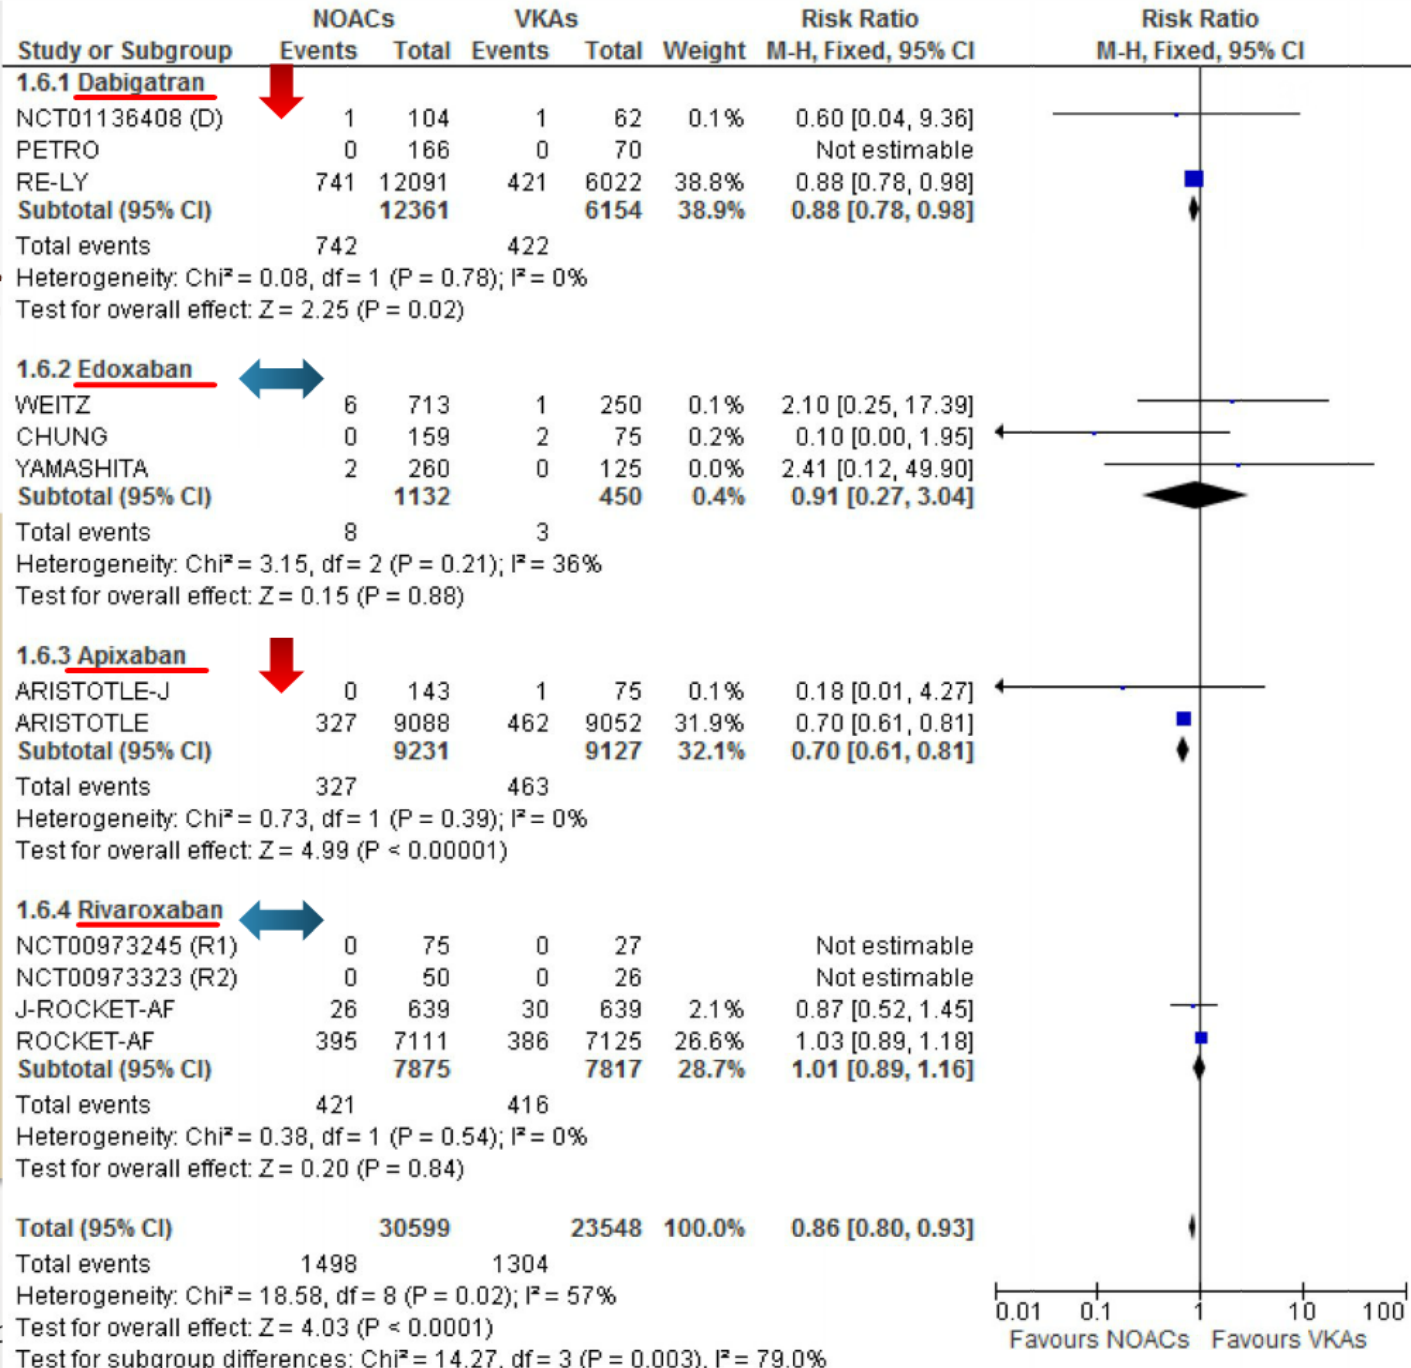 NOACs VKAs Risk Ratio Risk Ratio
Study or Subgroup Events Total Events Total Weight M-H, Fixed, 95% CI M-H, Fixed, 95% CI
1.6.1 Dabigatran
NCT01136408 (D) 1 104 1 62 0.1% 0.60 [0.04, 9.36]
PETRO 0 166 0 70 Not estimable
RE-LY 741 12091 421 6022 38.8% 0.88 [0.78, 0.98]
Subtotal (95% CI) 12361 6154 38.9% 0.88 [0.78, 0.98]
Total events 742 422
Heterogeneity: Chi² = 0.08, df = 1 (P = 0.78); I² = 0%
Test for overall effect: Z = 2.25 (P = 0.02)
1.6.2 Edoxaban
WEITZ 6 713 1 250 0.1% 2.10 [0.25, 17.39]
CHUNG 0 159 2 75 0.2% 0.10 [0.00, 1.95]
YAMASHITA 2 260 0 125 0.0% 2.41 [0.12, 49.90]
Subtotal (95% CI) 1132 450 0.4% 0.91 [0.27, 3.04]
Total events 8 3
Heterogeneity: Chi² = 3.15, df = 2 (P = 0.21); I² = 36%
Test for overall effect: Z = 0.15 (P = 0.88)
1.6.3 Apixaban
ARISTOTLE-J 0 143 1 75 0.1% 0.18 [0.01, 4.27]
ARISTOTLE 327 9088 462 9052 31.9% 0.70 [0.61, 0.81]
Subtotal (95% CI) 9231 9127 32.1% 0.70 [0.61, 0.81]
Total events 327 463
Heterogeneity: Chi² = 0.73, df = 1 (P = 0.39); I² = 0%
Test for overall effect: Z = 4.99 (P < 0.00001)
1.6.4 Rivaroxaban
NCT00973245 (R1) 0 75 0 27 Not estimable
NCT00973323 (R2) 0 50 0 26 Not estimable
J-ROCKET-AF 26 639 30 639 2.1% 0.87 [0.52, 1.45]
ROCKET-AF 395 7111 386 7125 26.6% 1.03 [0.89, 1.18]
Subtotal (95% CI) 7875 7817 28.7% 1.01 [0.89, 1.16]
Total events 421 416
Heterogeneity: Chi² = 0.38, df = 1 (P = 0.54); I² = 0%
Test for overall effect: Z = 0.20 (P = 0.84)
Total (95% CI) 30599 23548 100.0% 0.86 [0.80, 0.93]
Total events 1498 1304
Heterogeneity: Chi² = 18.58, df = 8 (P = 0.02); I² = 57%
Test for overall effect: Z = 4.03 (P < 0.0001)
Test for subgroup differences: Chi² = 14.27, df = 3 (P = 0.003), I² = 79.0%
0.01 0.1 1 10 100
Favours NOACs Favours VKAs